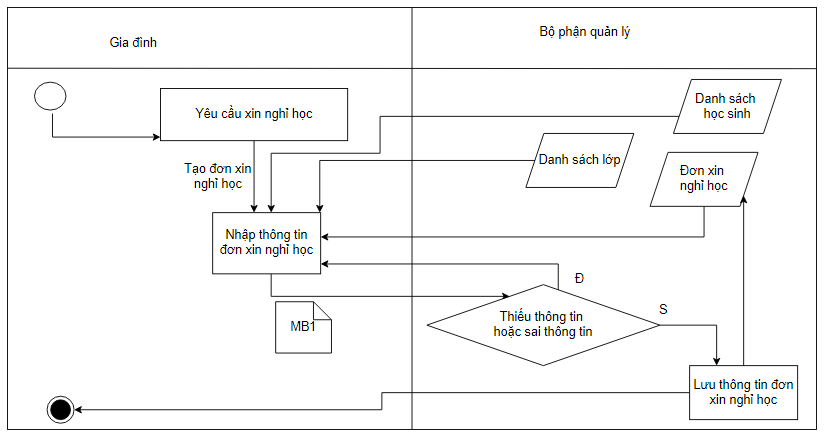 Gia đình
Bộ phận quản lý
Yêu cầu xin nghỉ học
Danh sách
học sinh
Tạo đơn xin
nghỉ học
Danh sách lớp
Đơn xin
nghỉ học
Nhập thông tin
đơn xin nghỉ học
Đ
MB1
Thiếu thông tin
hoặc sai thông tin
S
Lưu thông tin đơn
xin nghỉ học